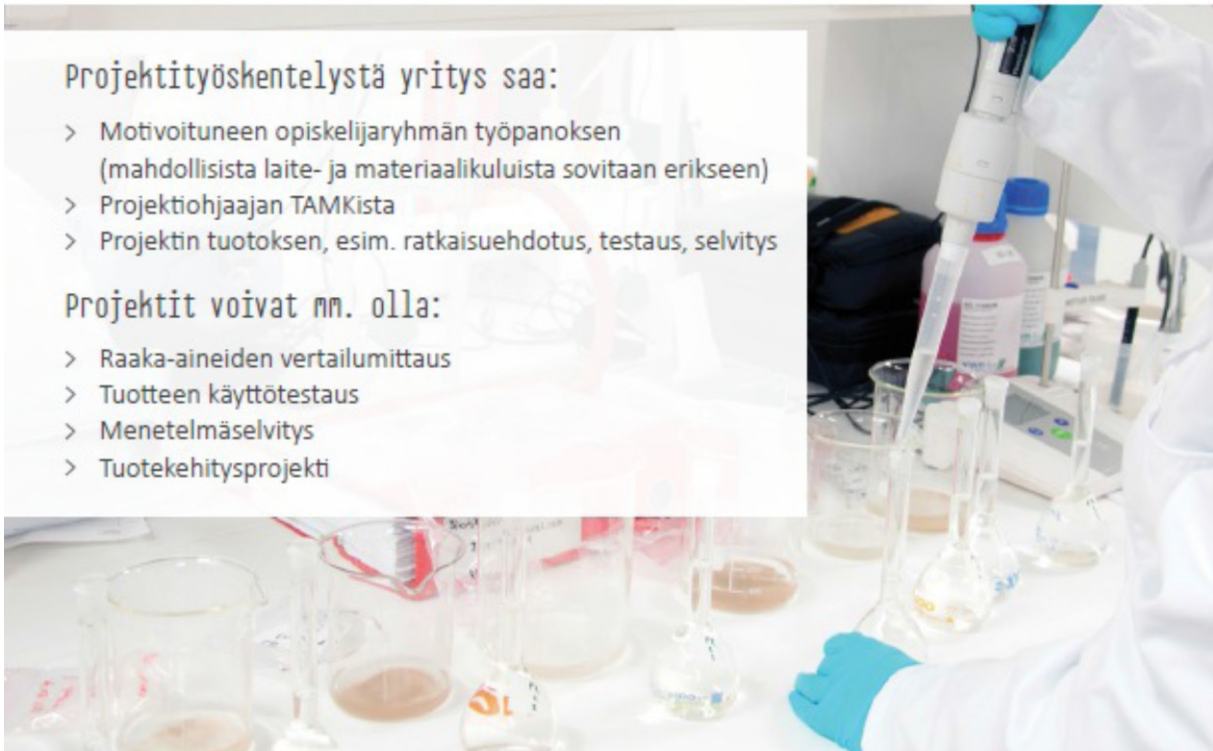 Projektityöskentelystä yritys saa:
> Motivoituneen opiskelijaryhmän työpanoksen
(mahdollisista laite- ja materiaalikuluista sovitaan erikseen)
> Projektiohjaajan TAMKista
> Projektin tuotoksen, esim. ratkaisuehdotus, testaus, selvitys
Projektit voivat mm. olla:
> Raaka-aineiden vertailumittaus
> Tuotteen käyttötestaus
> Menetelmäselvitys
> Tuotekehitysprojekti